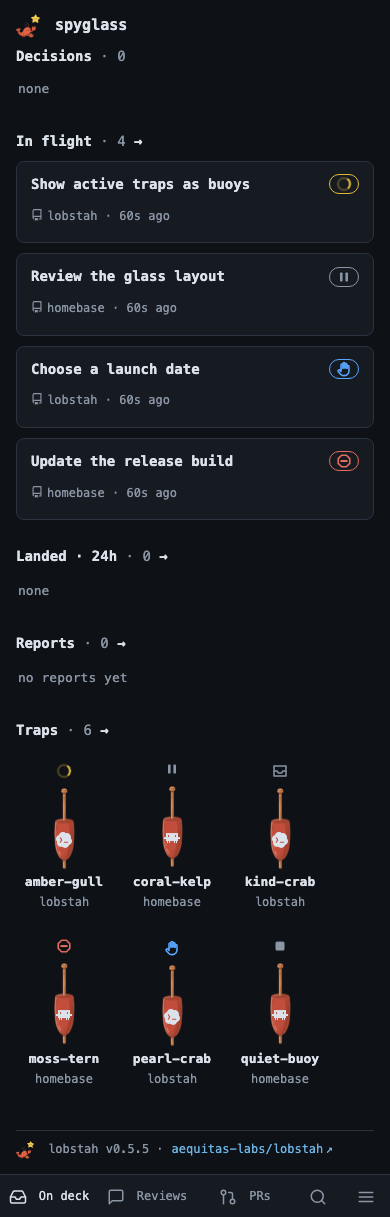 spyglass
Decisions · 0
none
In flight · 4 →
Show active traps as buoys
lobstah · 60s ago
Review the glass layout
homebase · 60s ago
Choose a launch date
lobstah · 60s ago
Update the release build
homebase · 60s ago
Landed · 24h · 0 →
none
Reports · 0 →
no reports yet
Traps · 6 →
amber-gull coral-kelp kind-crab
lobstah homebase lobstah
moss-tern pearl-crab quiet-buoy
homebase lobstah homebase
lobstah v0.5.5 · aequitas-labs/lobstah↗
On deck Reviews PRs